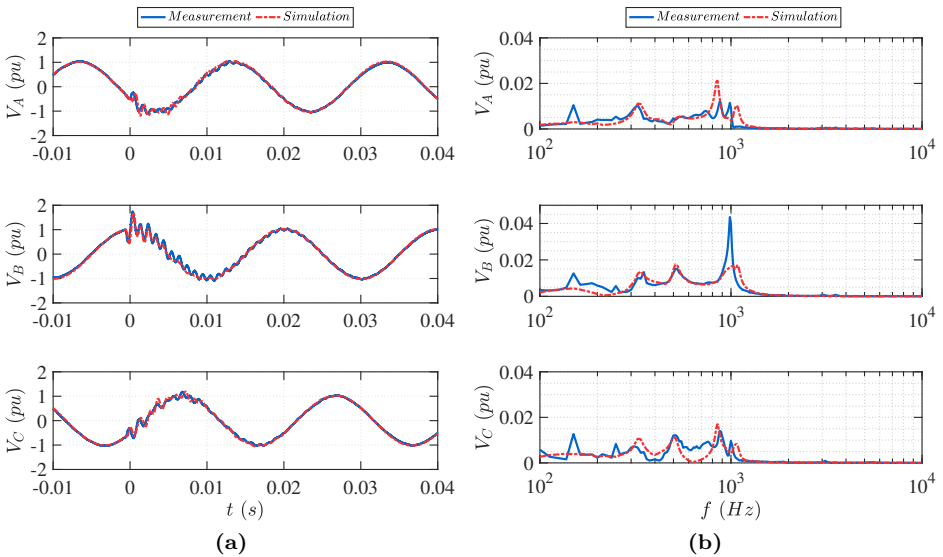 Measurement Simulation
Measurement Simulation
V_A (pu)
2
1
0
-1
-2
-0.01 0 0.01 0.02 0.03 0.04
V_A (pu)
0.04
0.02
0
10^2 10^3 10^4
V_B (pu)
2
1
0
-1
-2
-0.01 0 0.01 0.02 0.03 0.04
V_B (pu)
0.04
0.02
0
10^2 10^3 10^4
V_C (pu)
2
1
0
-1
-2
-0.01 0 0.01 0.02 0.03 0.04
t (s)
V_C (pu)
0.04
0.02
0
10^2 10^3 10^4
f (Hz)
(a)
(b)